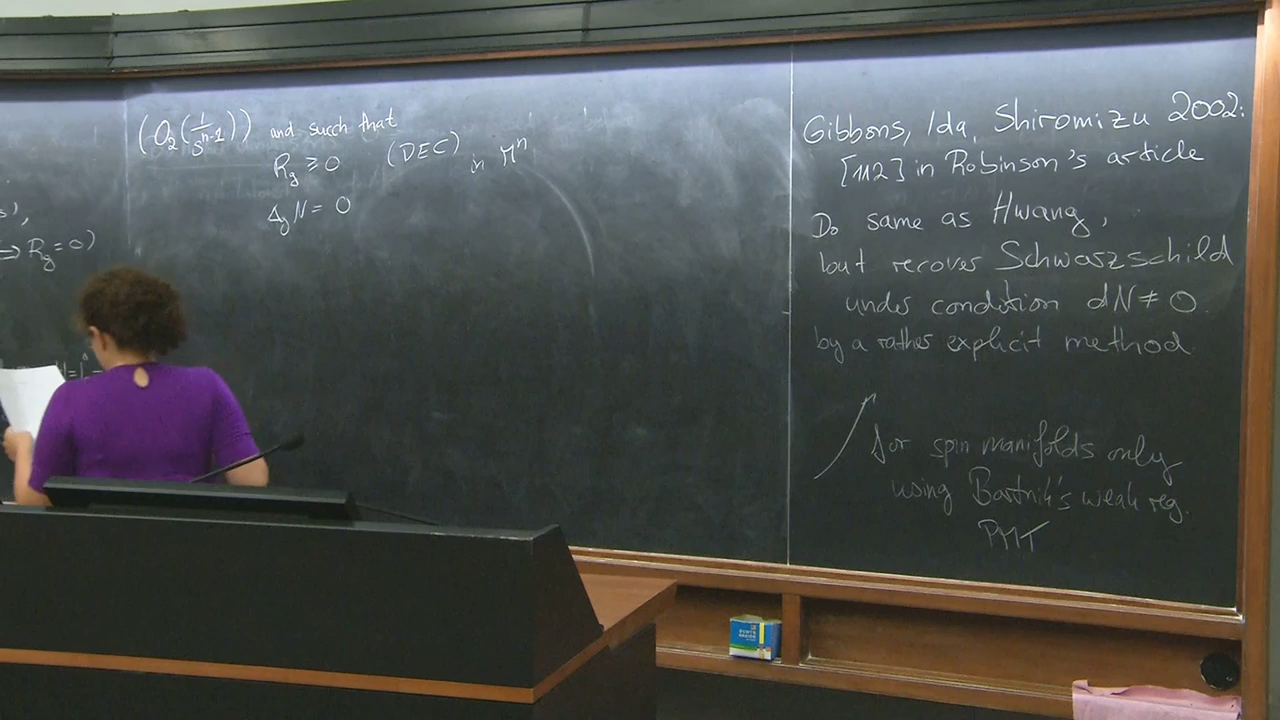 (O₂(1/s^{n-1})) and such that
R_g ≥ 0 (DEC) in Mⁿ
Δ_g N = 0
⇒ R_g = 0)
Gibbons, Ida, Shiromizu 2002:
[112] in Robinson's article
Do same as Hwang,
but recover Schwarzschild
under condition dN ≠ 0
by a rather explicit method.
for spin manifolds only
using Bartnik's weak reg.
PMT